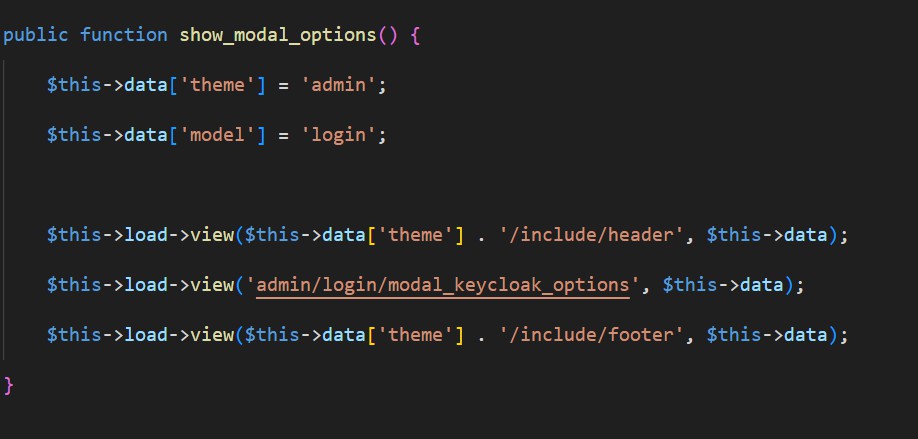 public function show_modal_options() {
$this->data['theme'] = 'admin';
$this->data['model'] = 'login';
$this->load->view($this->data['theme'] . '/include/header', $this->data);
$this->load->view('admin/login/modal_keycloak_options', $this->data);
$this->load->view($this->data['theme'] . '/include/footer', $this->data);
}